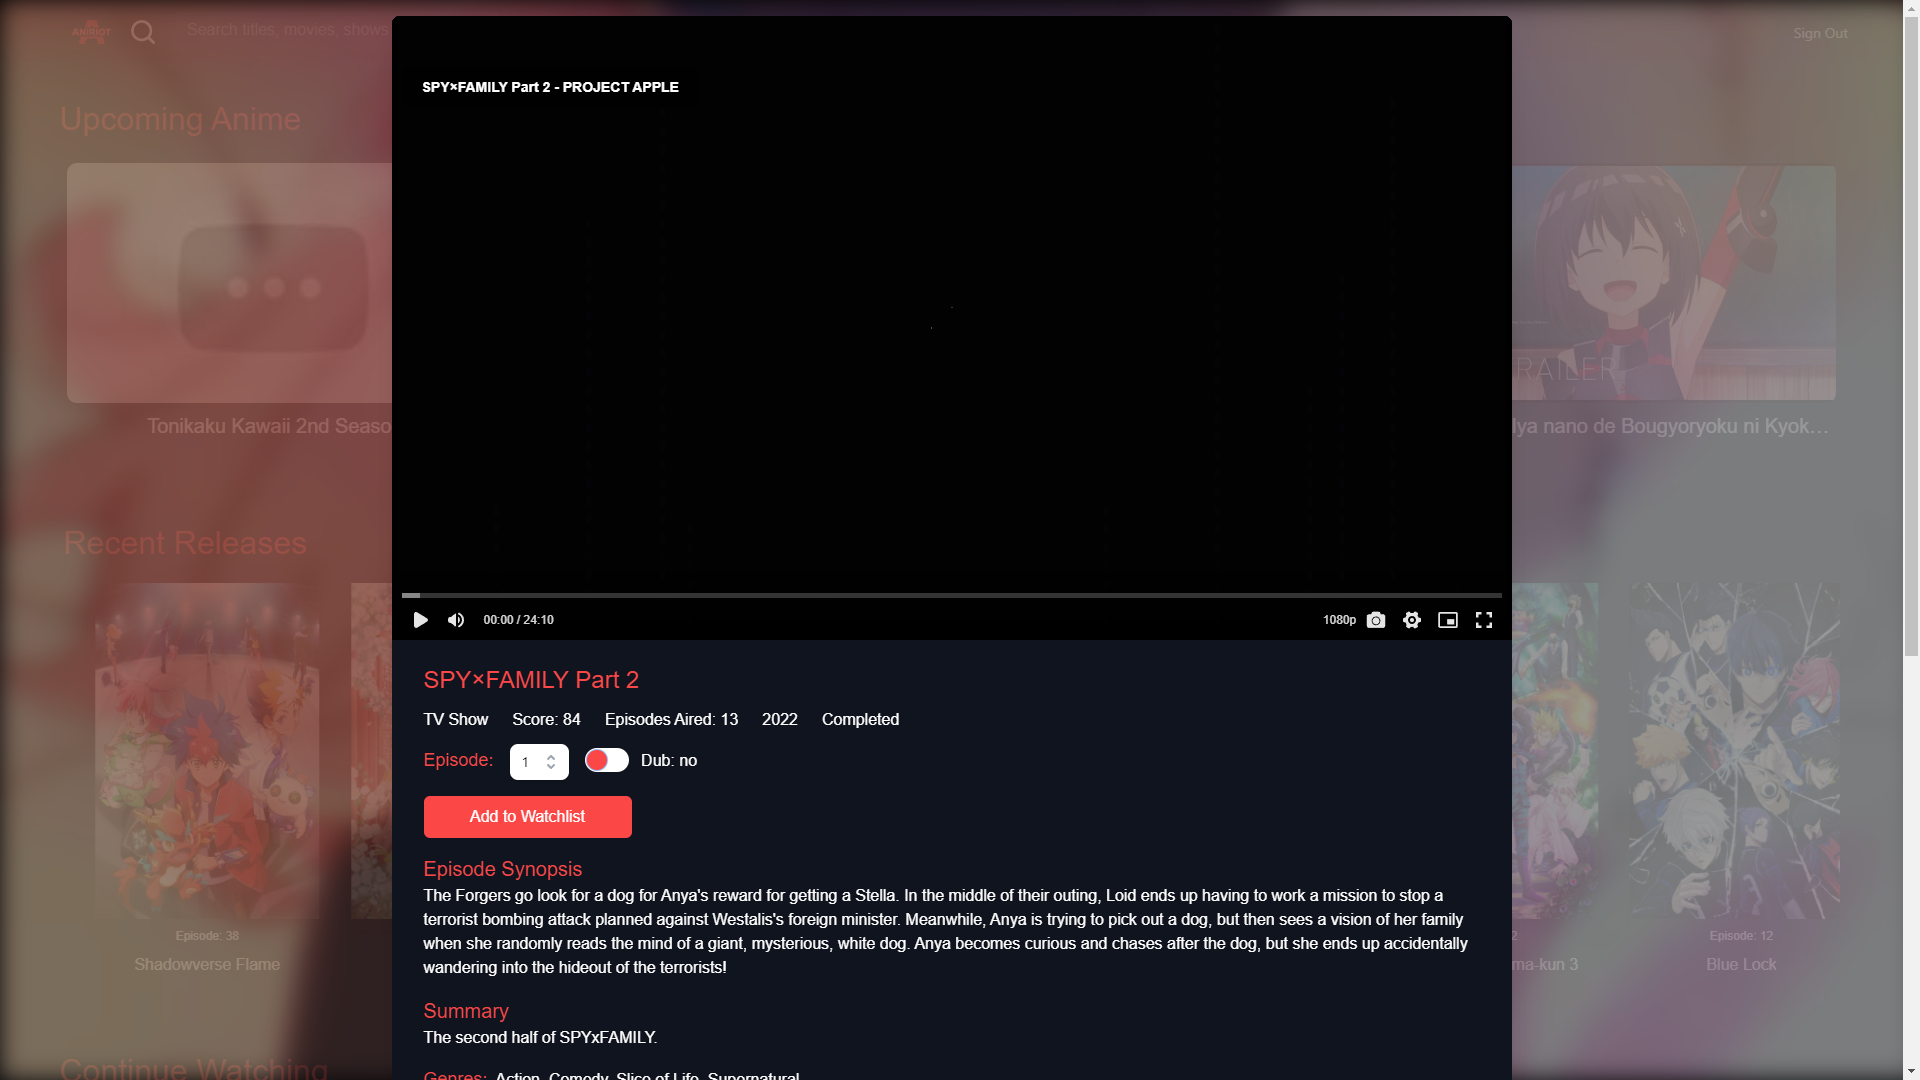 ANIRIOT
Search titles, movies, shows
Sign Out
SPY×FAMILY Part 2 - PROJECT APPLE
Upcoming Anime
RAILER
Tonikaku Kawaii 2nd Seaso
Iya nano de Bougyoryoku ni Kyok...
Recent Releases
00:00 / 24:10
1080p
SPY×FAMILY Part 2
TV Show Score: 84 Episodes Aired: 13 2022 Completed
Episode: 1 Dub: no
Add to Watchlist
Episode Synopsis
The Forgers go look for a dog for Anya's reward for getting a Stella. In the middle of their outing, Loid ends up having to work a mission to stop a
terrorist bombing attack planned against Westalis's foreign minister. Meanwhile, Anya is trying to pick out a dog, but then sees a vision of her family
when she randomly reads the mind of a giant, mysterious, white dog. Anya becomes curious and chases after the dog, but she ends up accidentally
wandering into the hideout of the terrorists!
Episode: 38
Shadowverse Flame
2
ma-kun 3
Episode: 12
Blue Lock
Summary
The second half of SPYxFAMILY.
Continue Watching
Genres: Action, Comedy, Slice of Life, Supernatural